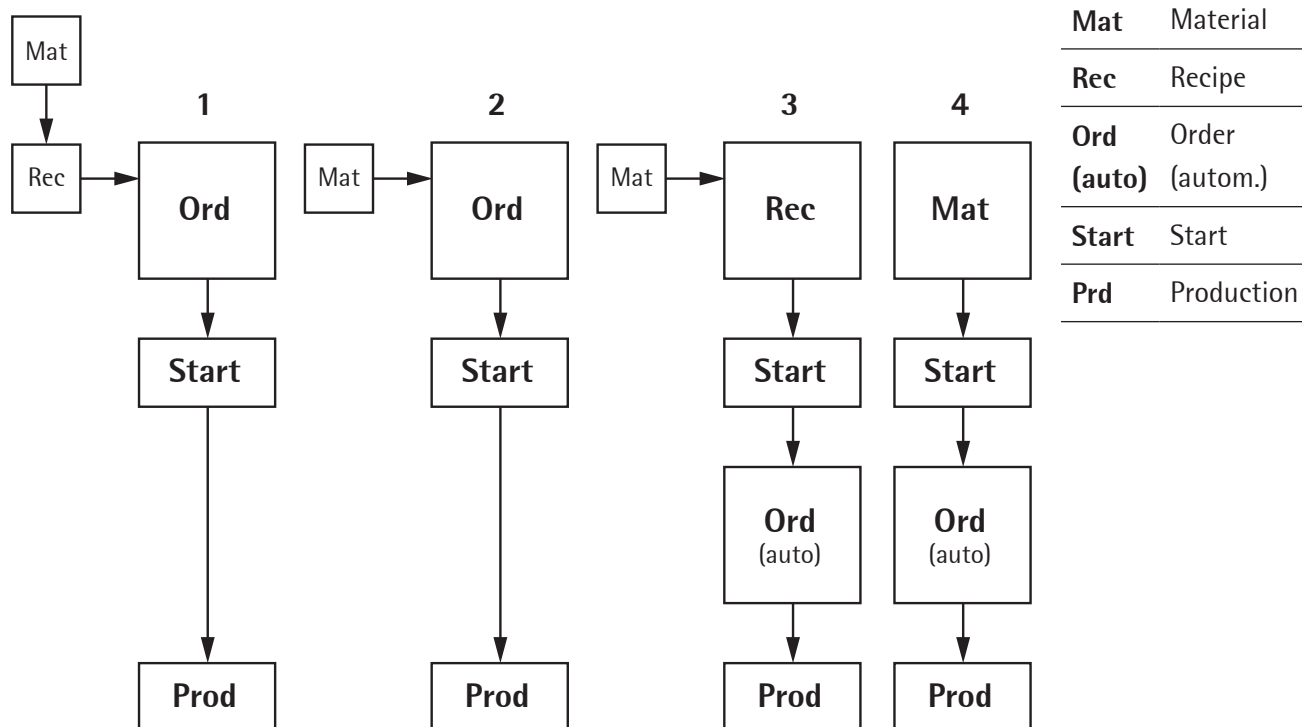 Mat
1
2
3
4
Rec
Ord
Mat
Ord
Mat
Rec
Mat
Start
Start
Start
Start
Ord
(auto)
Ord
(auto)
Prod
Prod
Prod
Prod
Mat Material
Rec Recipe
Ord Order
(auto) (autom.)
Start Start
Prd Production